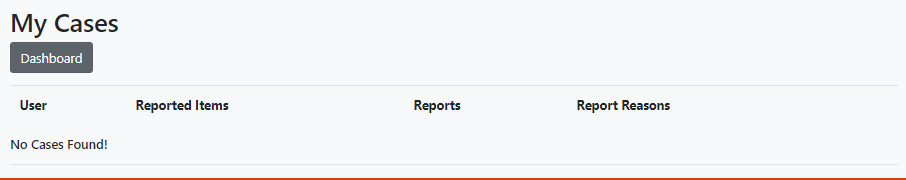 My Cases
Dashboard
User Reported Items Reports Report Reasons
No Cases Found!